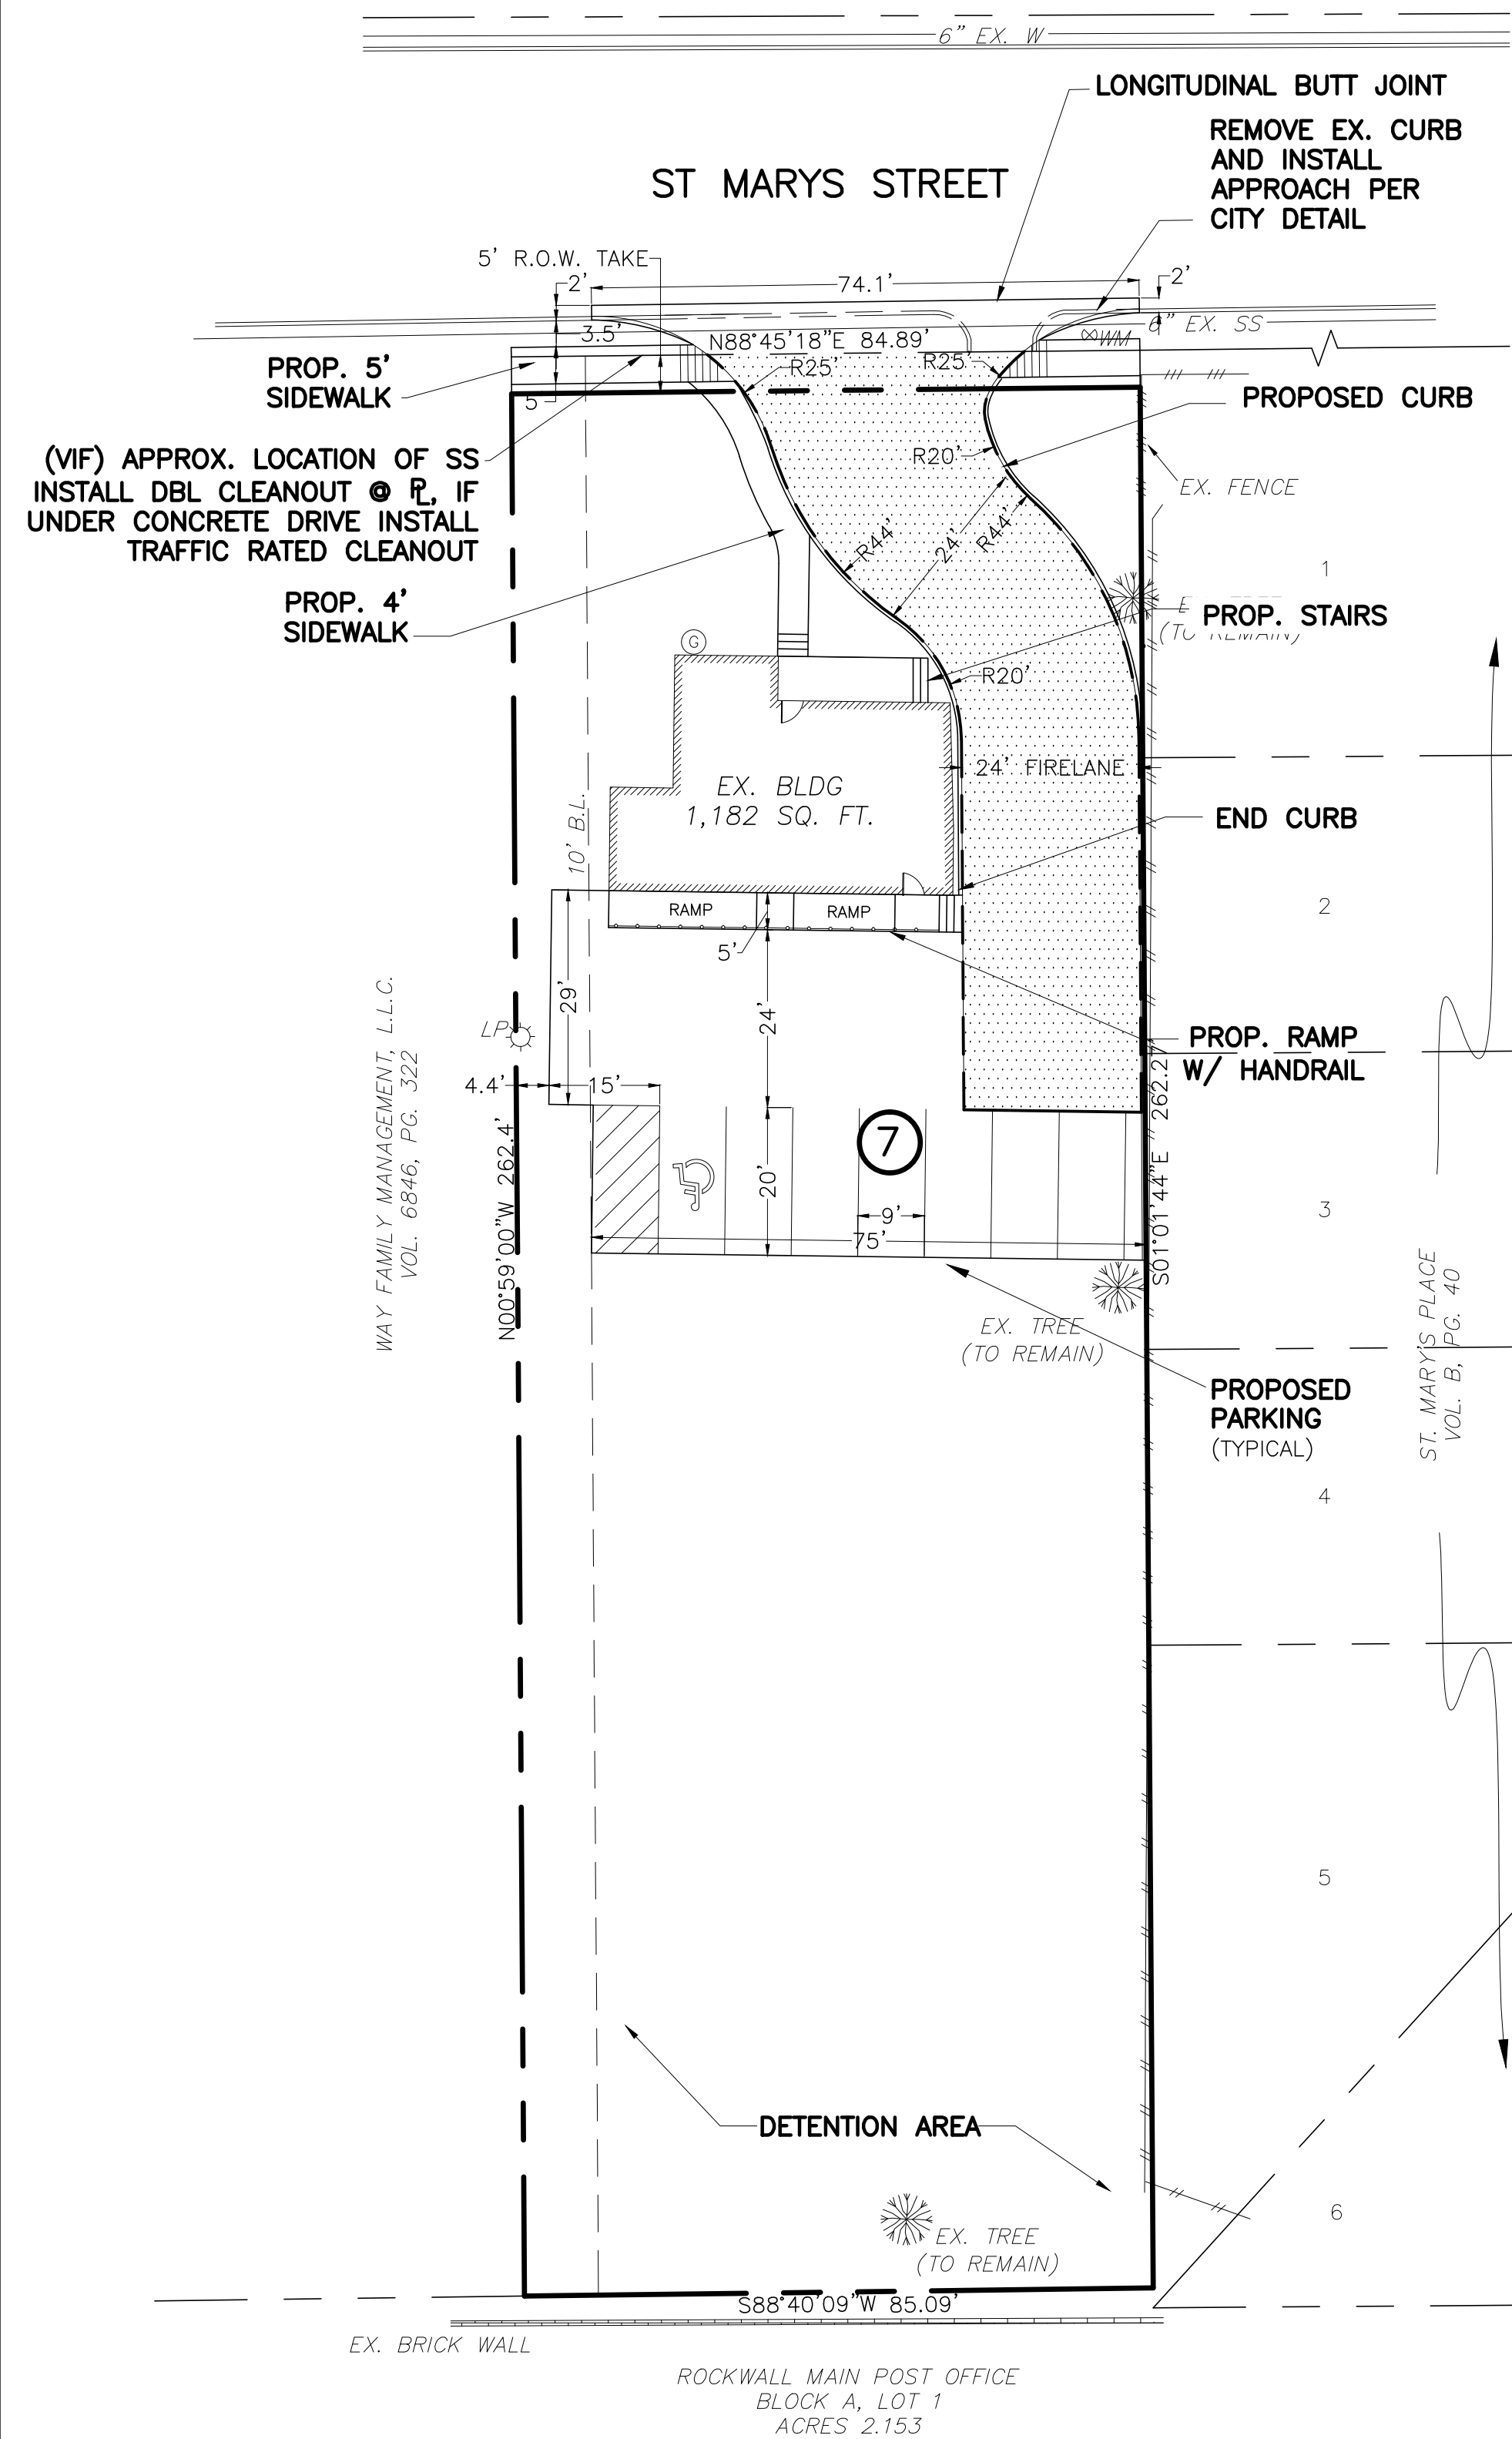 6" EX. W
LONGITUDINAL BUTT JOINT
REMOVE EX. CURB
AND INSTALL
APPROACH PER
CITY DETAIL
ST MARYS STREET
5' R.O.W. TAKE
2'
74.1'
2'
3.5'
N88°45'18"E 84.89'
WM
6" EX. SS
PROP. 5'
SIDEWALK
R25'
R25'
5'
PROPOSED CURB
(VIF) APPROX. LOCATION OF SS
INSTALL DBL CLEANOUT @ PL, IF
UNDER CONCRETE DRIVE INSTALL
TRAFFIC RATED CLEANOUT
R20'
EX. FENCE
R44'
24'
R44'
1
PROP. 4'
SIDEWALK
PROP. STAIRS
(TO REMAIN)
G
R20'
24' FIRELANE
EX. BLDG
1,182 SQ. FT.
10' B.L.
END CURB
RAMP
RAMP
2
5'
29'
24'
LP
PROP. RAMP
W/ HANDRAIL
4.4'
15'
WAY FAMILY MANAGEMENT, L.L.C.
VOL. 6846, PG. 322
N00°59'00"W 262.4'
7
20'
9'
75'
S01°01'44"E 262.27'
3
EX. TREE
(TO REMAIN)
ST. MARY'S PLACE
VOL. B, PG. 40
PROPOSED
PARKING
(TYPICAL)
4
5
DETENTION AREA
6
EX. TREE
(TO REMAIN)
S88°40'09"W 85.09'
EX. BRICK WALL
ROCKWALL MAIN POST OFFICE
BLOCK A, LOT 1
ACRES 2.153